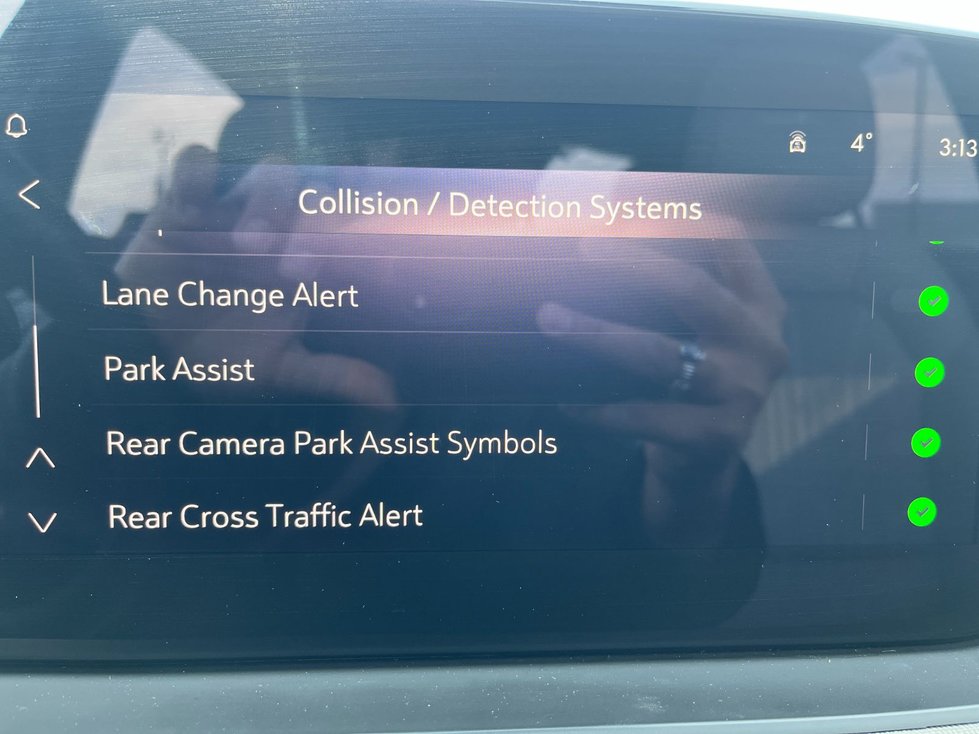 4°
3:13
Collision / Detection Systems
Lane Change Alert
Park Assist
Rear Camera Park Assist Symbols
Rear Cross Traffic Alert